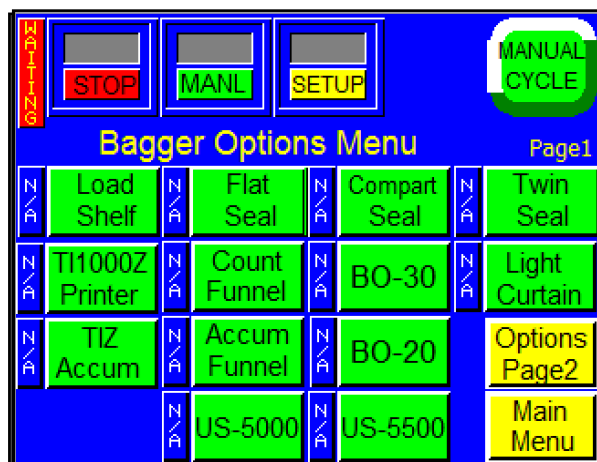 WAITING
STOP
MANL
SETUP
MANUAL
CYCLE
Bagger Options Menu
Page1
N/A
Load
Shelf
N/A
Flat
Seal
N/A
Compart
Seal
N/A
Twin
Seal
N/A
TI1000Z
Printer
N/A
Count
Funnel
N/A
BO-30
N/A
Light
Curtain
N/A
TIZ
Accum
N/A
Accum
Funnel
N/A
BO-20
Options
Page2
N/A
US-5000
N/A
US-5500
Main
Menu